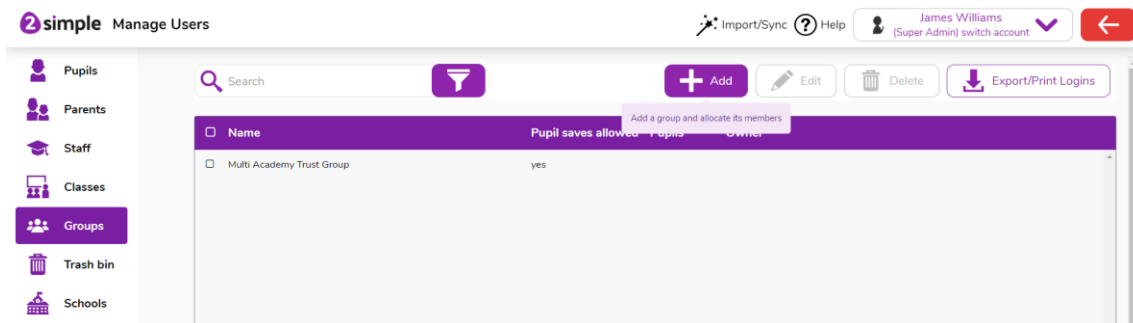 2simple Manage Users
Import/Sync ? Help
James Williams
(Super Admin) switch account
Pupils
Parents
Staff
Classes
Groups
Trash bin
Schools
Search
Add
Edit
Delete
Export/Print Logins
Add a group and allocate its members
Name Pupil saves allowed Pupils Owner
Multi Academy Trust Group yes